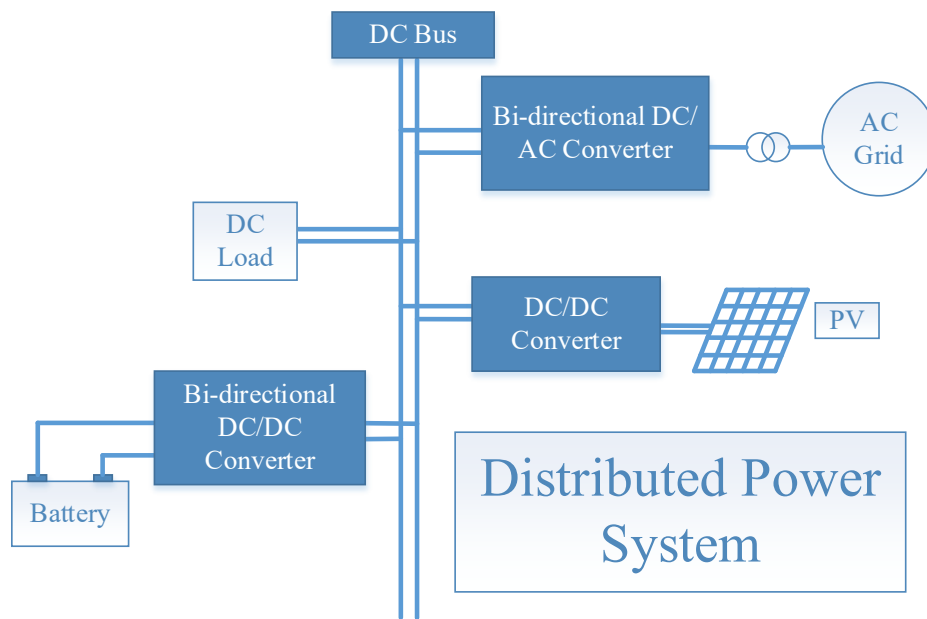 DC Bus
Bi-directional DC/
AC Converter
AC
Grid
DC
Load
DC/DC
Converter
PV
Bi-directional
DC/DC
Converter
Battery
Distributed Power
System